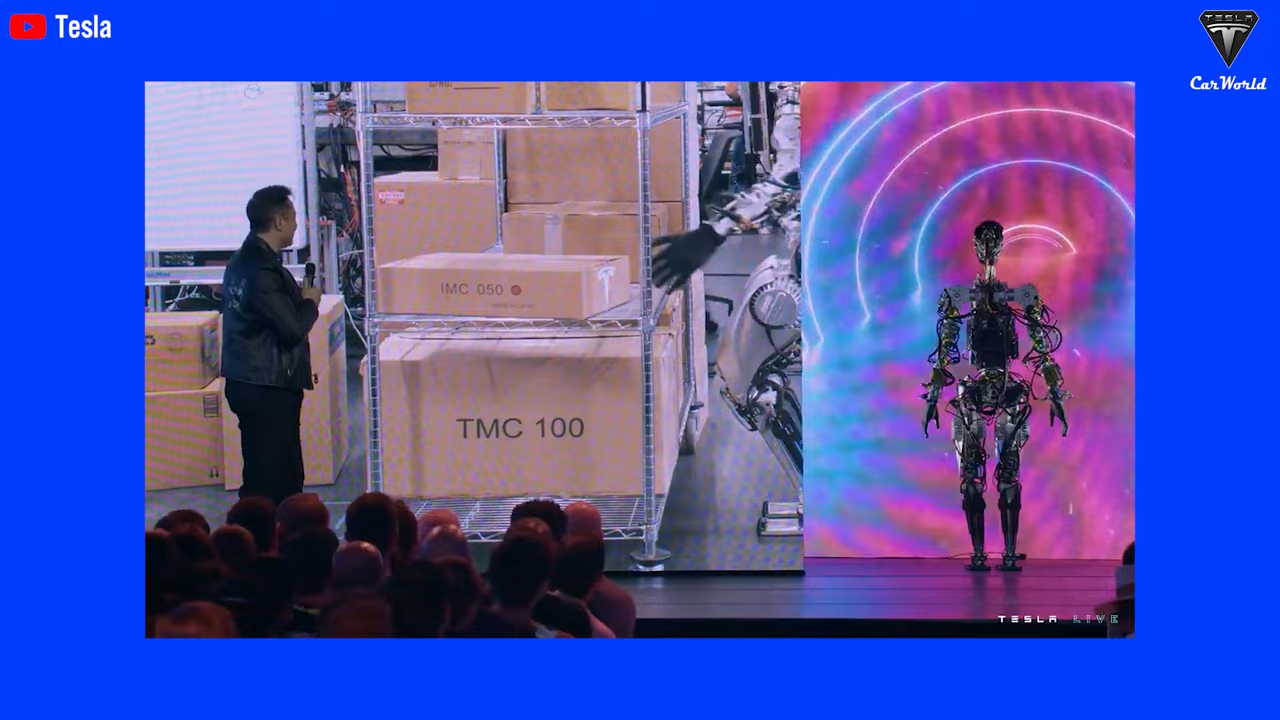 Tesla
TESLA
CarWorld
IMC 050
TMC 100
TESLA LIVE